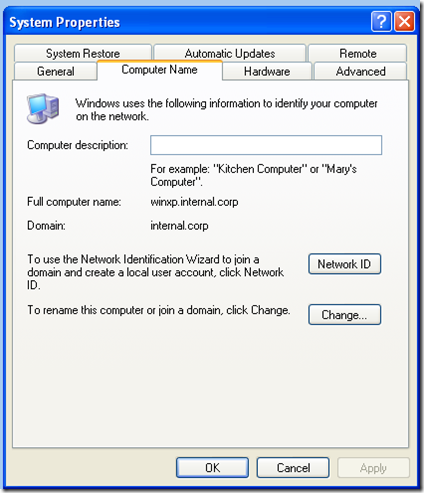 System Properties
System Restore
Automatic Updates
Remote
General
Computer Name
Hardware
Advanced
Windows uses the following information to identify your computer
on the network.
Computer description:
For example: "Kitchen Computer" or "Mary's
Computer".
Full computer name:
winxp.internal.corp
Domain:
internal.corp
To use the Network Identification Wizard to join a
domain and create a local user account, click Network
ID.
Network ID
To rename this computer or join a domain, click Change.
Change...
OK
Cancel
Apply